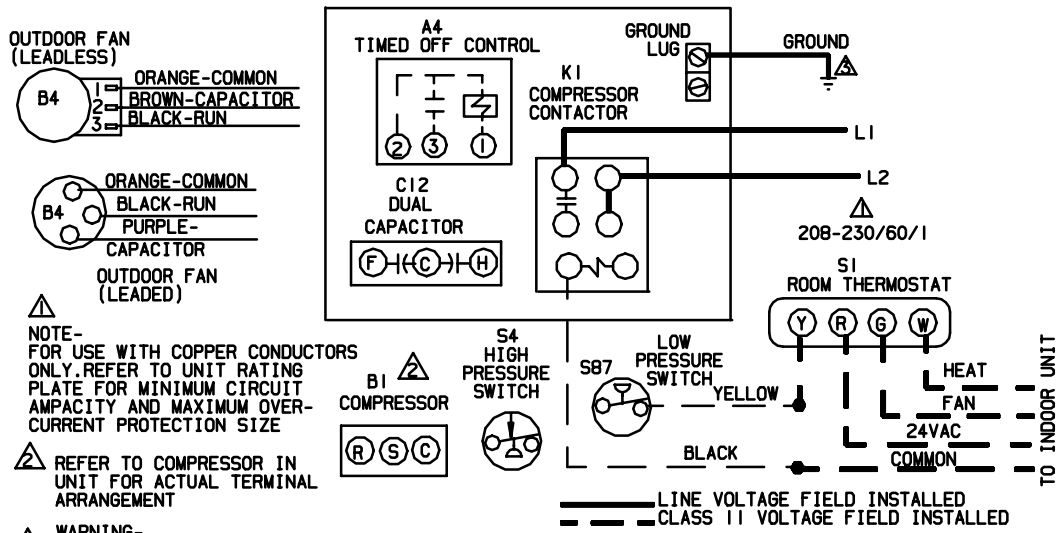 OUTDOOR FAN
(LEADLESS)
B4
1
2
3
ORANGE-COMMON
BROWN-CAPACITOR
BLACK-RUN
B4
ORANGE-COMMON
BLACK-RUN
PURPLE-
CAPACITOR
OUTDOOR FAN
(LEADED)
1
NOTE-
FOR USE WITH COPPER CONDUCTORS
ONLY.REFER TO UNIT RATING
PLATE FOR MINIMUM CIRCUIT
AMPACITY AND MAXIMUM OVER-
CURRENT PROTECTION SIZE
2
REFER TO COMPRESSOR IN
UNIT FOR ACTUAL TERMINAL
ARRANGEMENT
WARNING-
A4
TIMED OFF CONTROL
2 3 1
C12
DUAL
CAPACITOR
F C H
K1
COMPRESSOR
CONTACTOR
GROUND
LUG
GROUND
3
L1
L2
1
208-230/60/1
S1
ROOM THERMOSTAT
Y R G W
HEAT
FAN
24VAC
COMMON
TO INDOOR UNIT
B1
2
COMPRESSOR
R S C
S4
HIGH
PRESSURE
SWITCH
S87
LOW
PRESSURE
SWITCH
YELLOW
BLACK
LINE VOLTAGE FIELD INSTALLED
CLASS II VOLTAGE FIELD INSTALLED